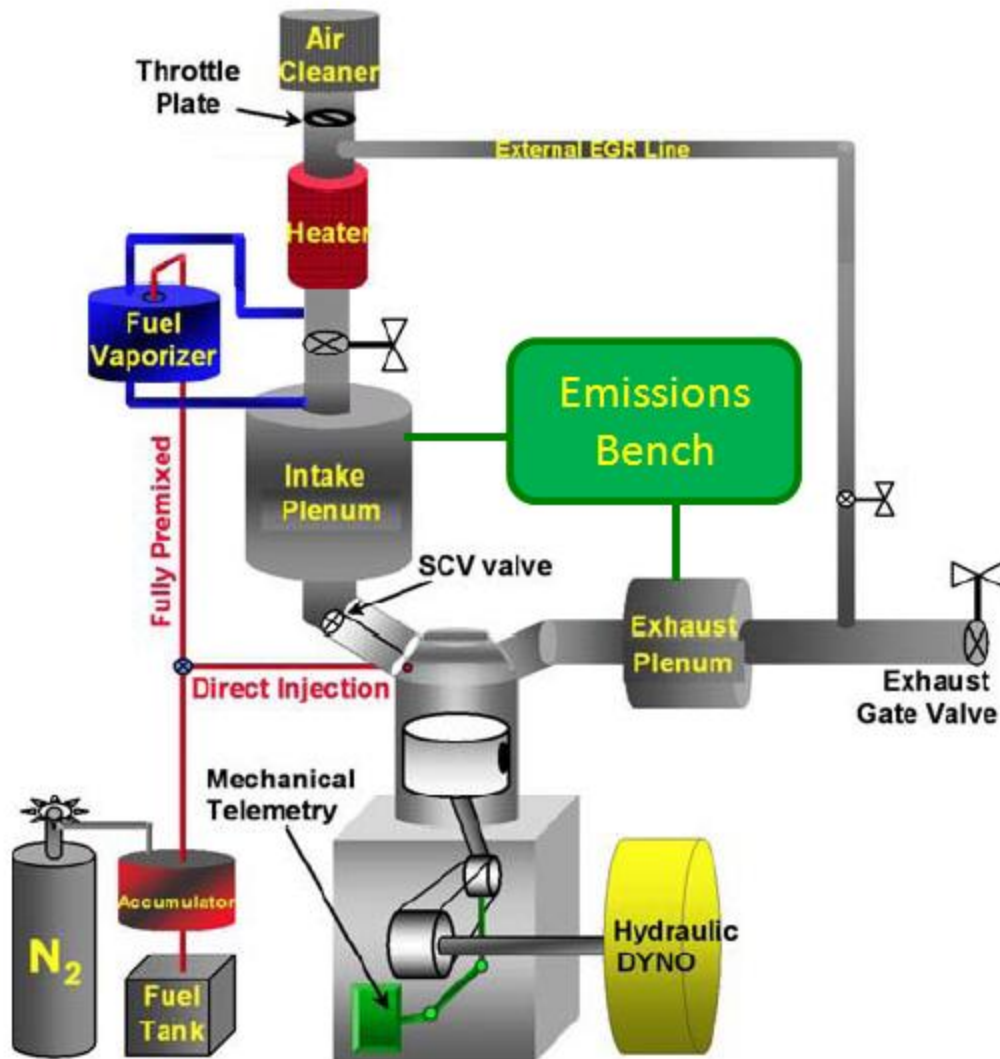 Air
Cleaner
Throttle
Plate
External EGR Line
Heater
Fuel
Vaporizer
Emissions
Bench
Intake
Plenum
Fully Premixed
SCV valve
Exhaust
Plenum
Direct Injection
Exhaust
Gate Valve
Mechanical
Telemetry
Accumulator
N2
Hydraulic
DYNO
Fuel
Tank